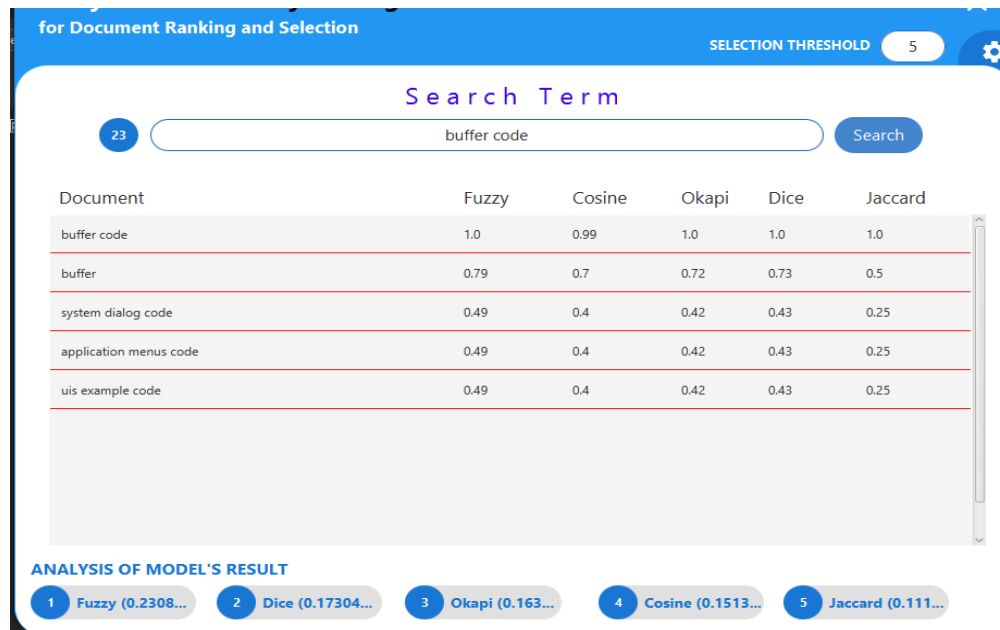 for Document Ranking and Selection
SELECTION THRESHOLD 5
Search Term
23 buffer code Search
Document Fuzzy Cosine Okapi Dice Jaccard
buffer code 1.0 0.99 1.0 1.0 1.0
buffer 0.79 0.7 0.72 0.73 0.5
system dialog code 0.49 0.4 0.42 0.43 0.25
application menus code 0.49 0.4 0.42 0.43 0.25
uis example code 0.49 0.4 0.42 0.43 0.25
ANALYSIS OF MODEL'S RESULT
1 Fuzzy (0.2308... 2 Dice (0.17304... 3 Okapi (0.163... 4 Cosine (0.1513... 5 Jaccard (0.111...